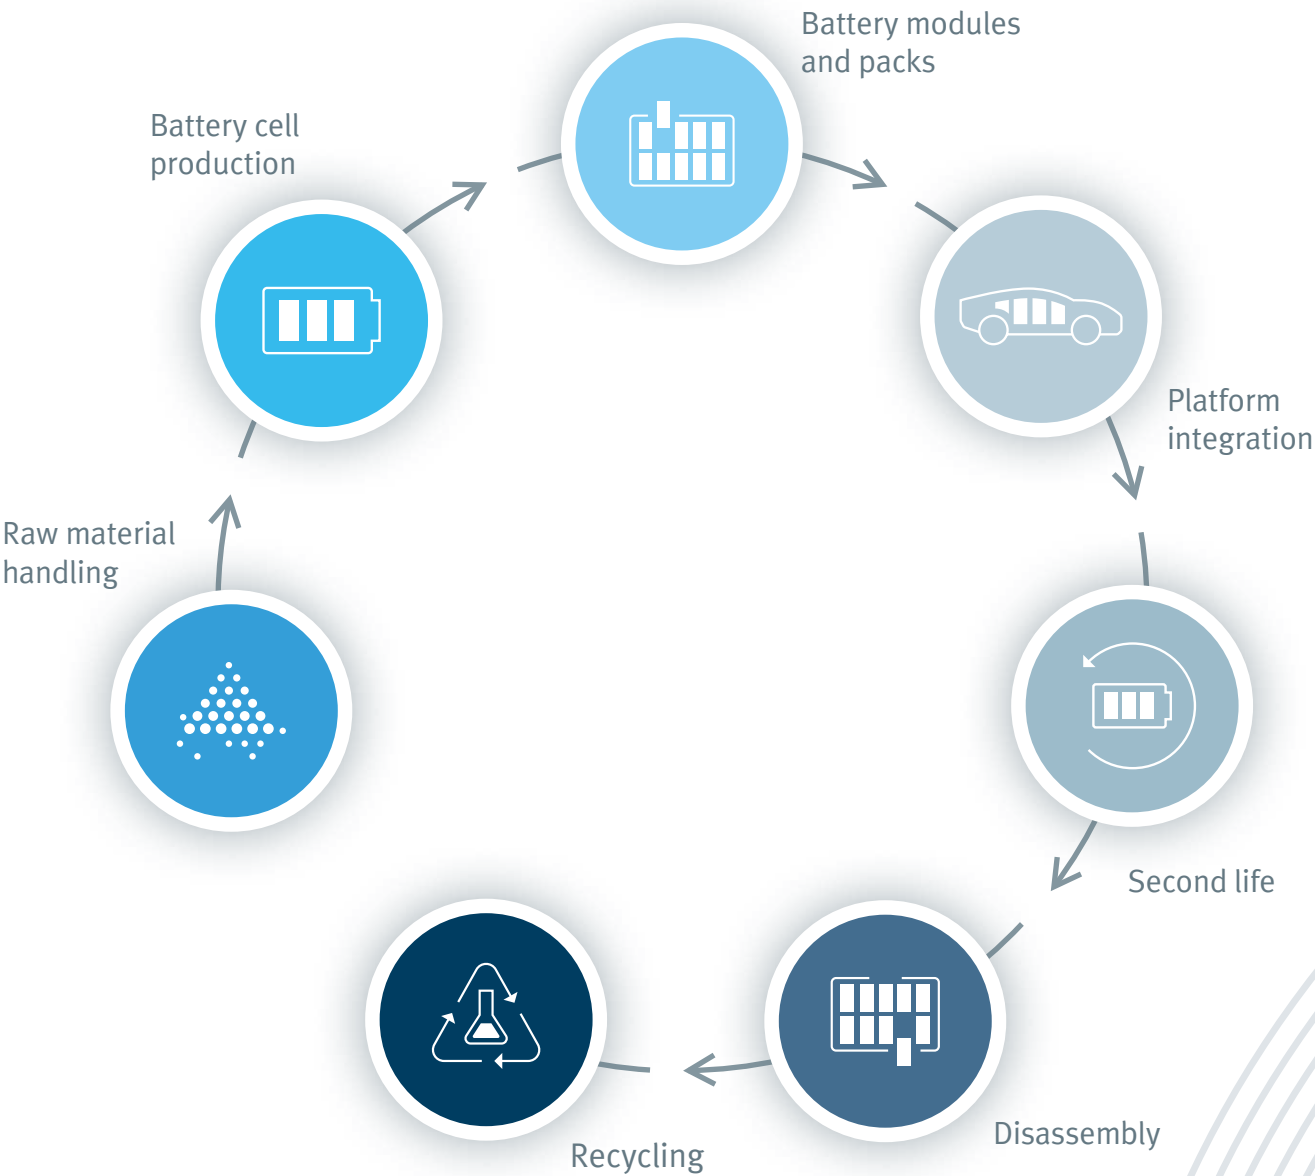 Battery modules
and packs
Battery cell
production
Platform
integration
Raw material
handling
Second life
Disassembly
Recycling